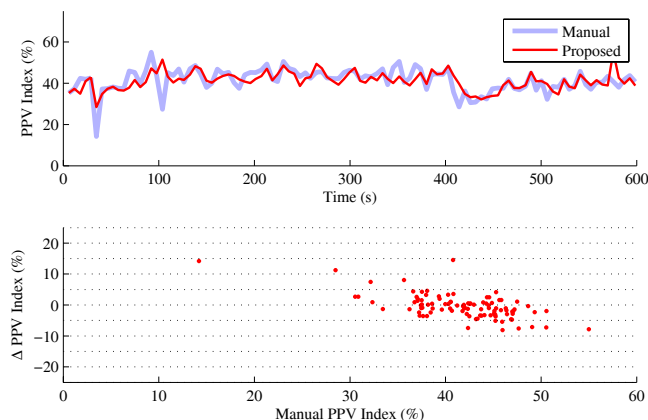 Manual
Proposed
60
40
20
0
PPV Index (%)
0 100 200 300 400 500 600
Time (s)
20
10
0
−10
−20
Δ PPV Index (%)
0 10 20 30 40 50 60
Manual PPV Index (%)